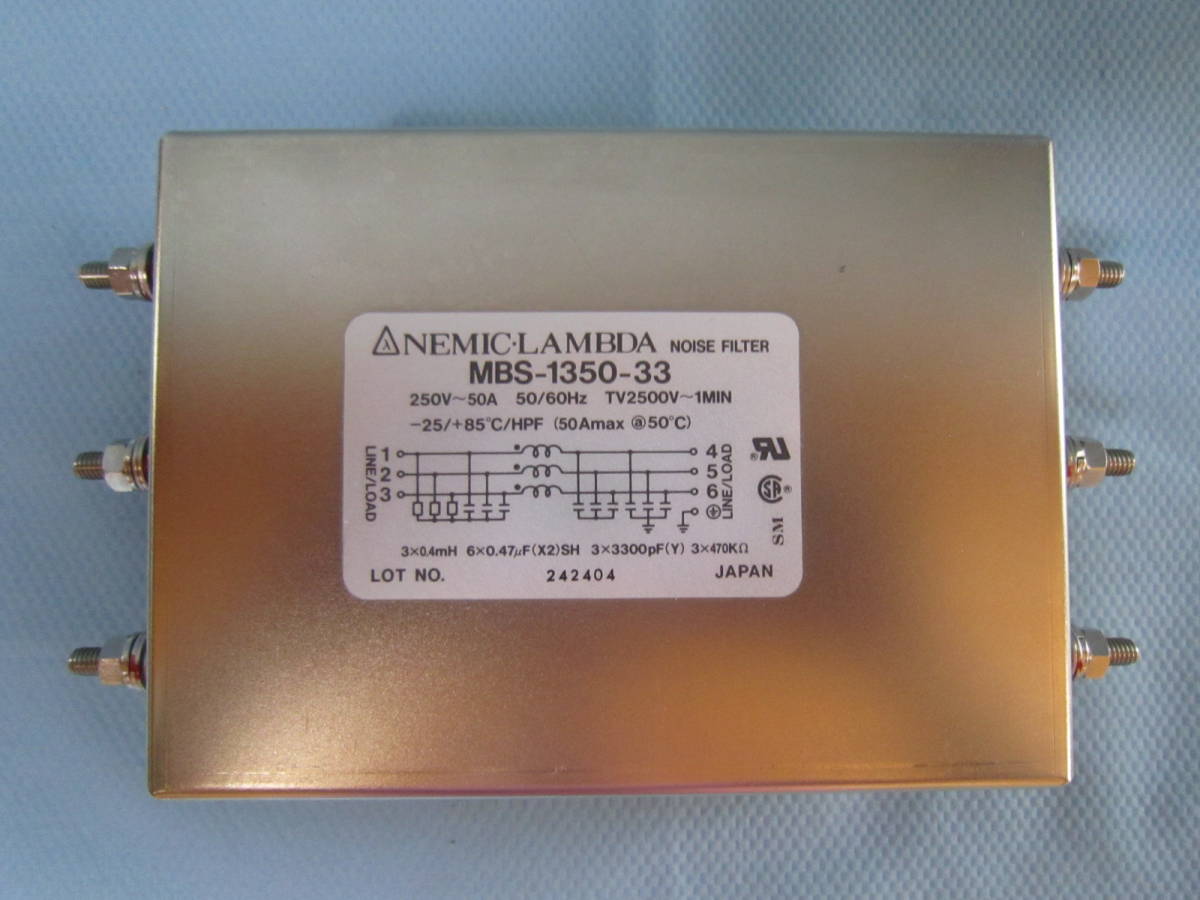 NEMIC·LAMBDA NOISE FILTER
MBS-1350-33
250V~50A 50/60Hz TV2500V~1MIN
-25/+85°C/HPF (50Amax @50°C)
LINE/LOAD
1
2
3
4
5
6
LINE/LOAD
SM
3×0.4mH 6×0.47μF(X2)SH 3×3300pF(Y) 3×470KΩ
LOT NO. 242404 JAPAN